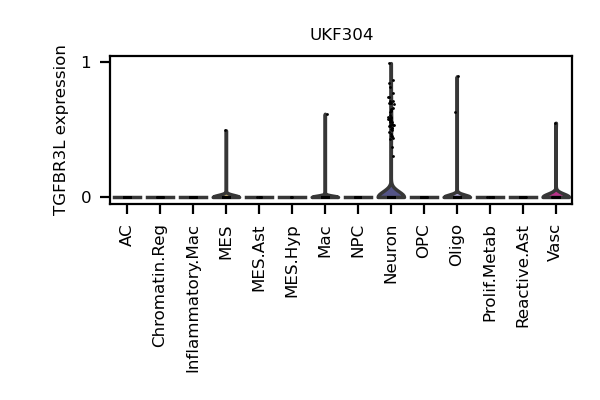 UKF304
TGFBR3L expression
1
0
AC
Chromatin.Reg
Inflammatory.Mac
MES
MES.Ast
MES.Hyp
Mac
NPC
Neuron
OPC
Oligo
Prolif.Metab
Reactive.Ast
Vasc